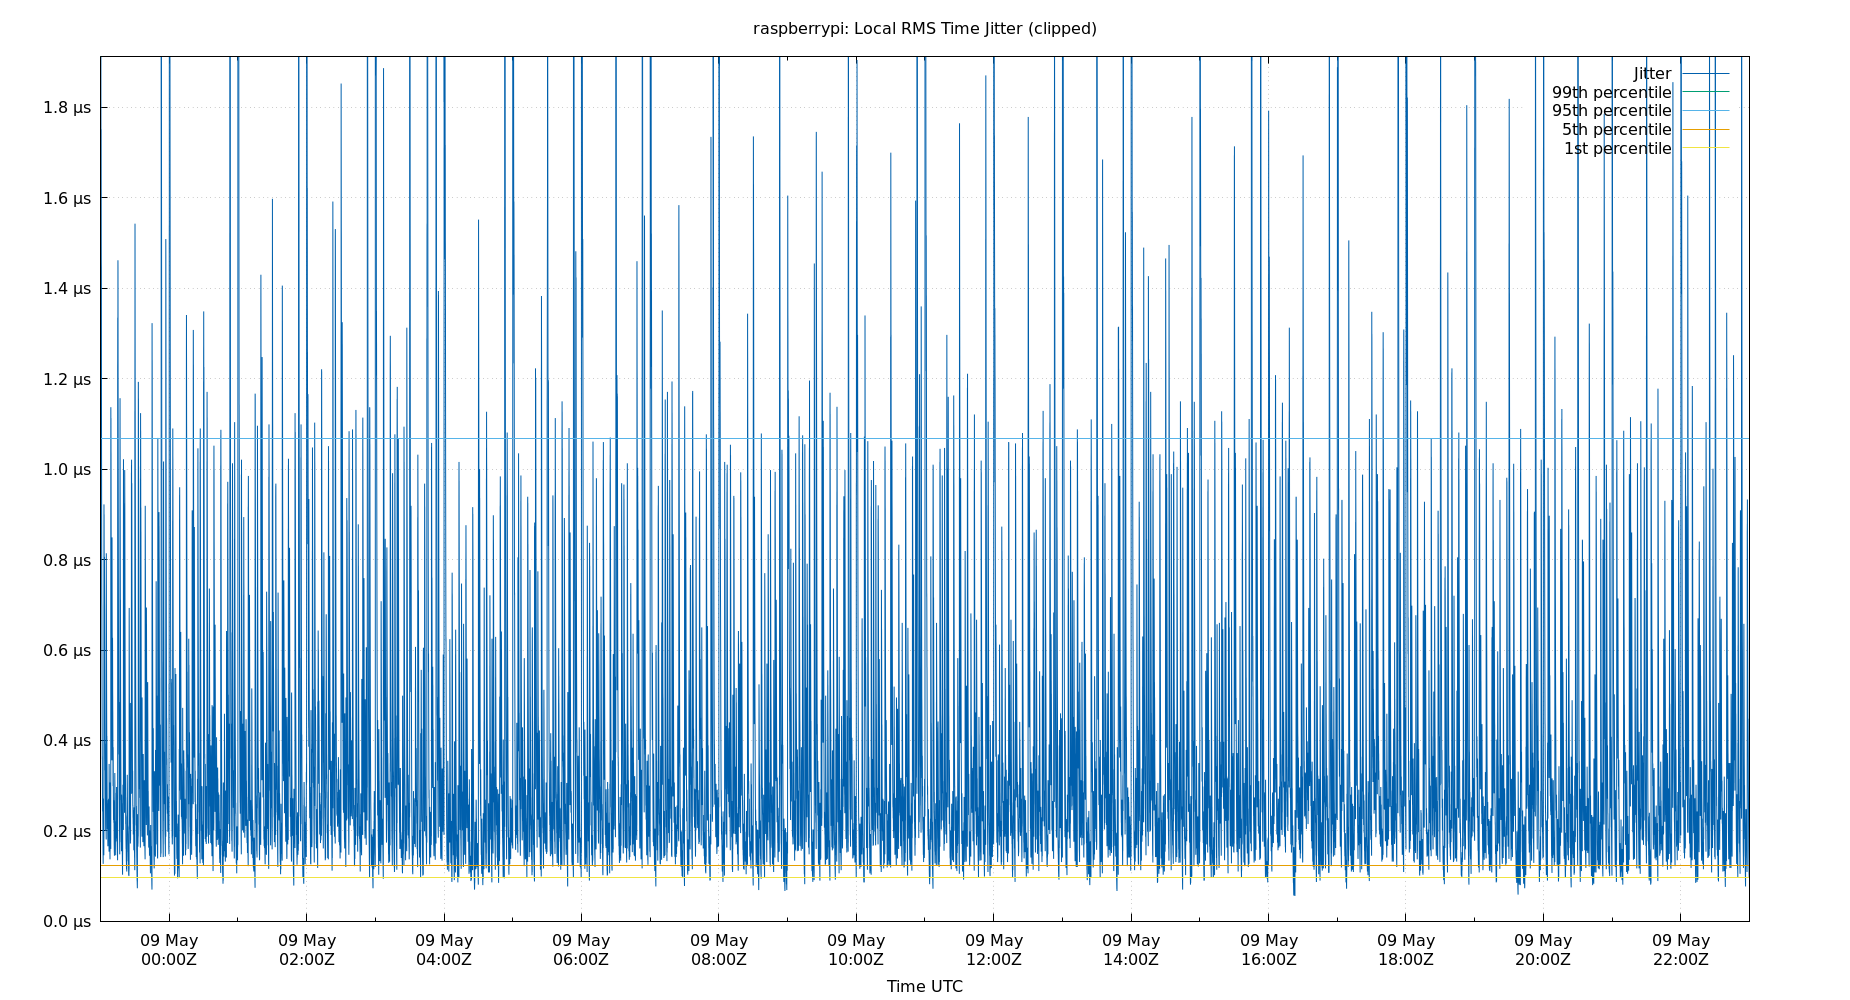 raspberrypi: Local RMS Time Jitter (clipped)
Jitter
99th percentile
95th percentile
5th percentile
1st percentile
1.8 µs
1.6 µs
1.4 µs
1.2 µs
1.0 µs
0.8 µs
0.6 µs
0.4 µs
0.2 µs
0.0 µs
09 May 09 May 09 May 09 May 09 May 09 May 09 May 09 May 09 May 09 May 09 May 09 May
00:00Z 02:00Z 04:00Z 06:00Z 08:00Z 10:00Z 12:00Z 14:00Z 16:00Z 18:00Z 20:00Z 22:00Z
Time UTC